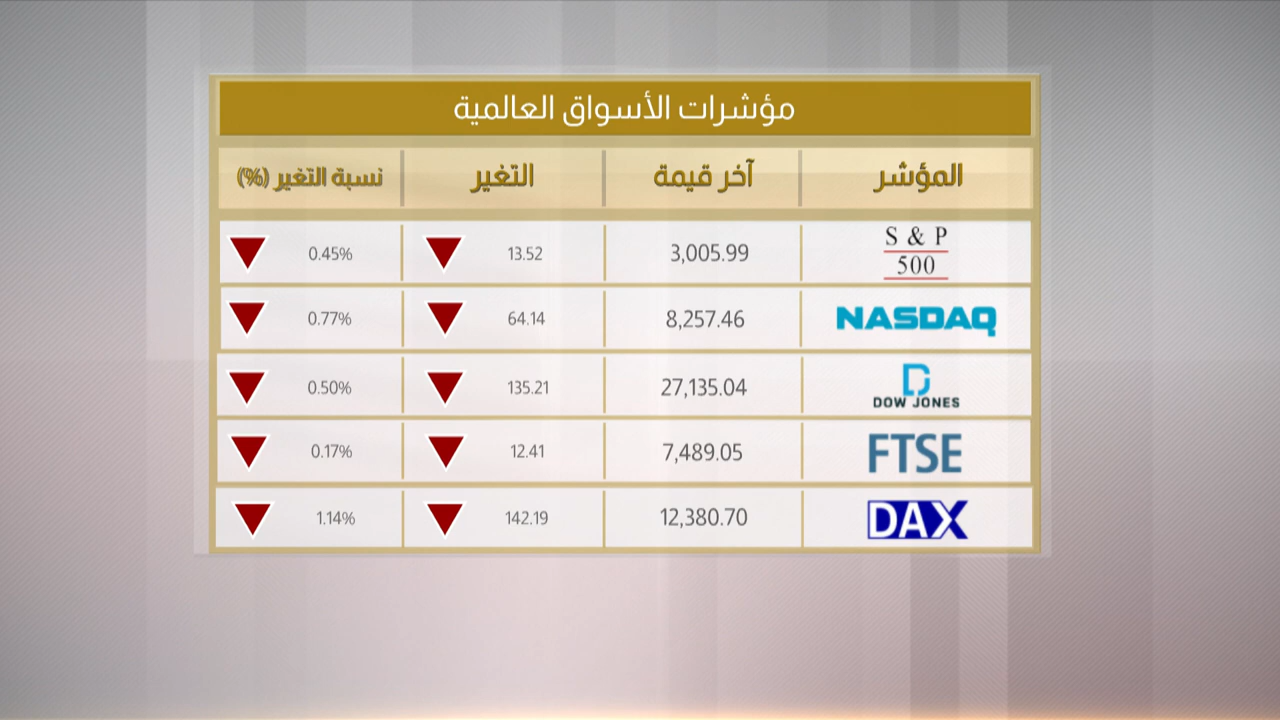 مؤشرات الأسواق العالمية
المؤشر آخر قيمة التغير نسبة التغير (%)
S & P
500 3,005.99 13.52 0.45%
NASDAQ 8,257.46 64.14 0.77%
DOW JONES 27,135.04 135.21 0.50%
FTSE 7,489.05 12.41 0.17%
DAX 12,380.70 142.19 1.14%